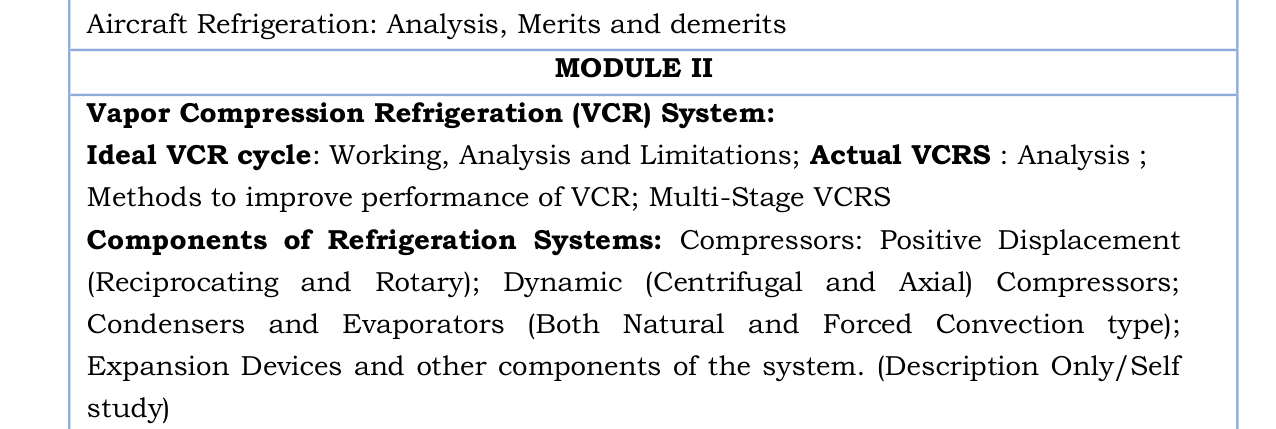 Aircraft Refrigeration: Analysis, Merits and demerits
MODULE II
Vapor Compression Refrigeration (VCR) System:
Ideal VCR cycle: Working, Analysis and Limitations; Actual VCRS : Analysis ;
Methods to improve performance of VCR; Multi-Stage VCRS
Components of Refrigeration Systems: Compressors: Positive Displacement
(Reciprocating and Rotary); Dynamic (Centrifugal and Axial) Compressors;
Condensers and Evaporators (Both Natural and Forced Convection type);
Expansion Devices and other components of the system. (Description Only/Self
study)